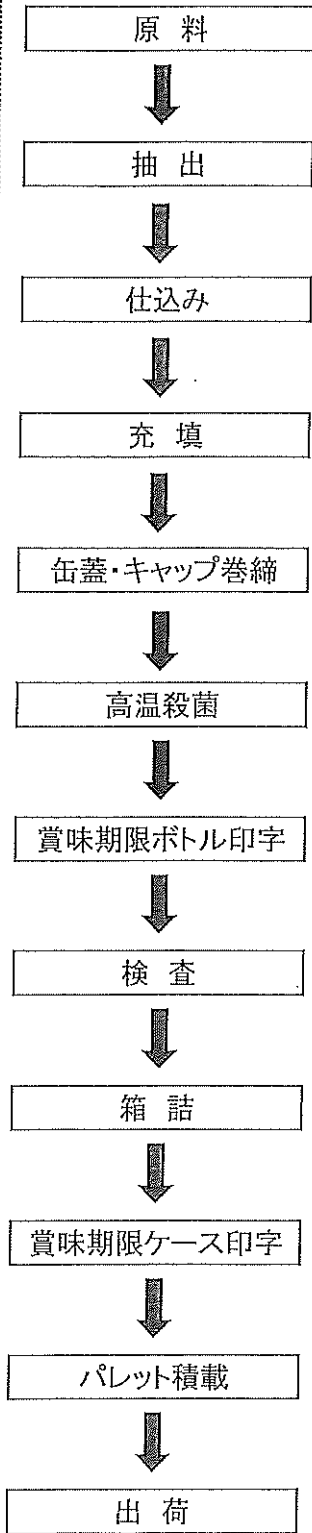 原料
抽出
仕込み
充填
缶蓋・キャップ巻締
高温殺菌
賞味期限ボトル印字
検査
箱詰
賞味期限ケース印字
パレット積載
出荷